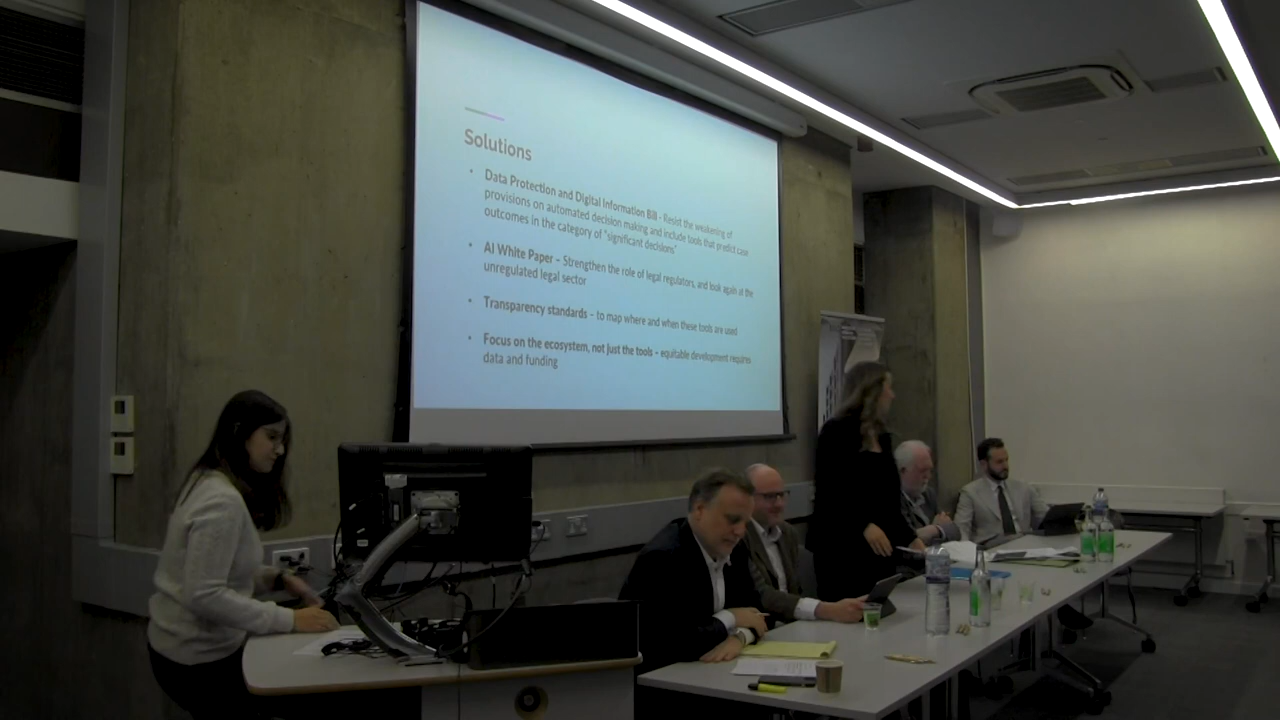 Solutions
• Data Protection and Digital Information Bill - Resist the weakening of
provisions on automated decision making and include tools that predict case
outcomes in the category of "significant decisions"
• AI White Paper – Strengthen the role of legal regulators, and look again at the
unregulated legal sector
• Transparency standards – to map where and when these tools are used
• Focus on the ecosystem, not just the tools – equitable development requires
data and funding